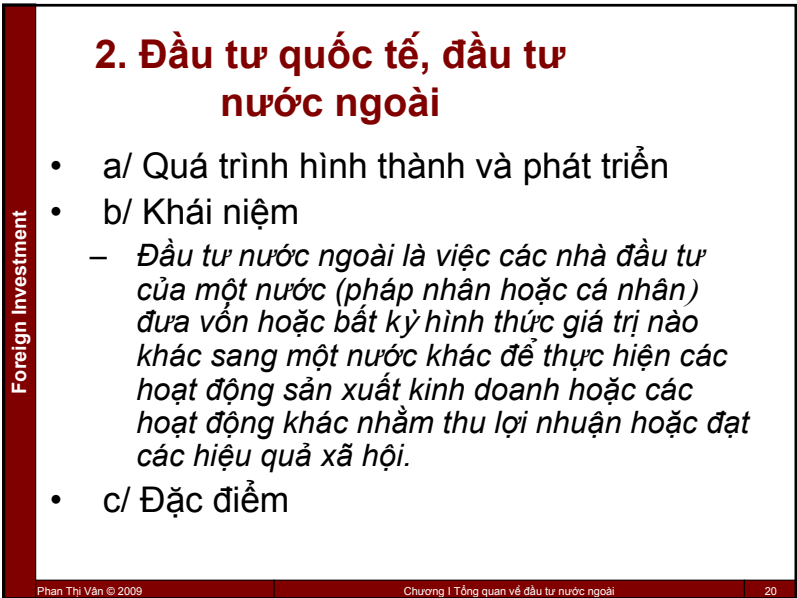 2. Đầu tư quốc tế, đầu tư
nước ngoài
Foreign Investment
• a/ Quá trình hình thành và phát triển
• b/ Khái niệm
– Đầu tư nước ngoài là việc các nhà đầu tư
của một nước (pháp nhân hoặc cá nhân)
đưa vốn hoặc bất kỳ hình thức giá trị nào
khác sang một nước khác để thực hiện các
hoạt động sản xuất kinh doanh hoặc các
hoạt động khác nhằm thu lợi nhuận hoặc đạt
các hiệu quả xã hội.
• c/ Đặc điểm
Phan Thị Vân © 2009 Chương I Tổng quan về đầu tư nước ngoài 20